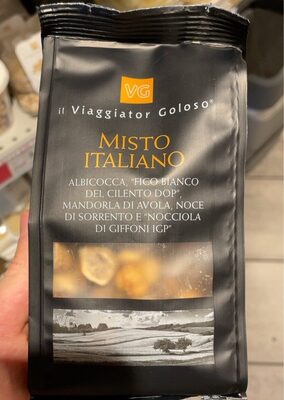 VG
il Viaggiator Goloso®
MISTO
ITALIANO
ALBICOCCA, "FICO BIANCO
DEL CILENTO DOP",
MANDORLA DI AVOLA, NOCE
DI SORRENTO E "NOCCIOLA
DI GIFFONI IGP"